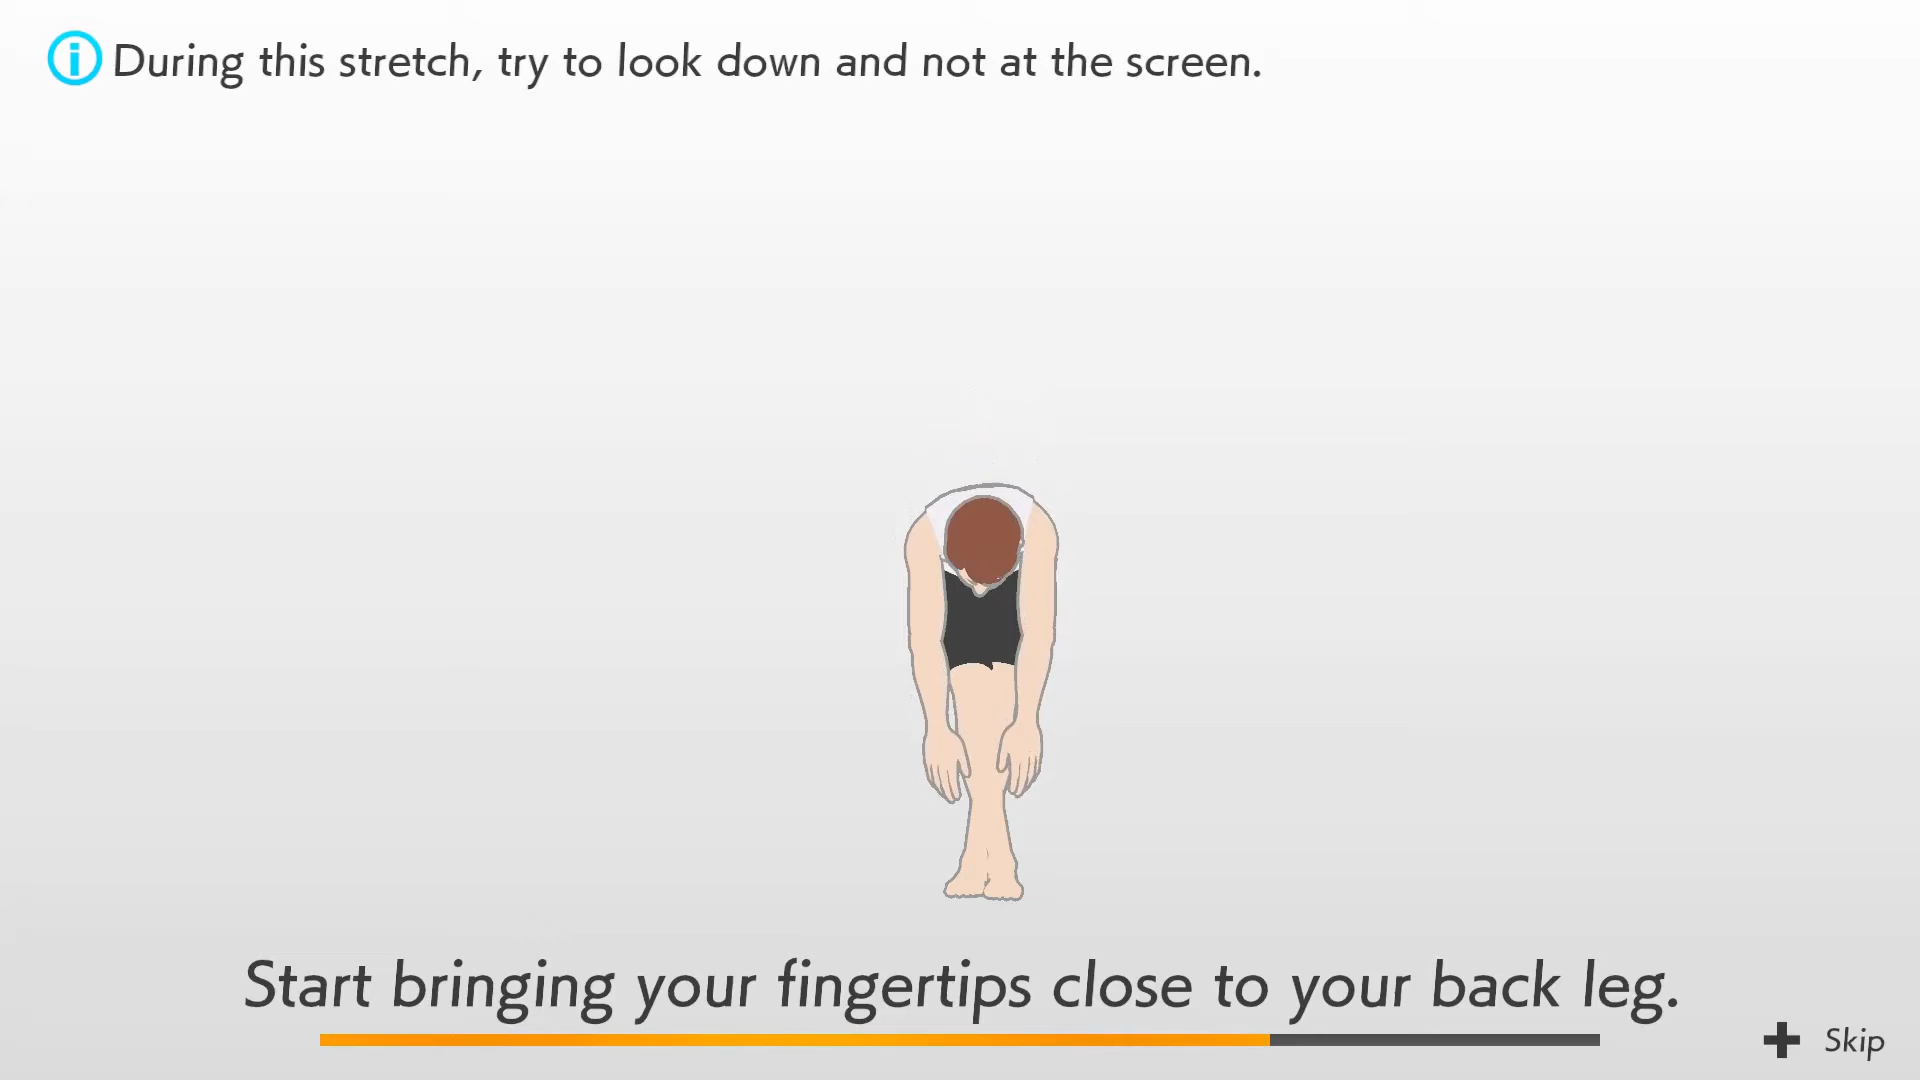 During this stretch, try to look down and not at the screen.
Start bringing your fingertips close to your back leg.
Skip